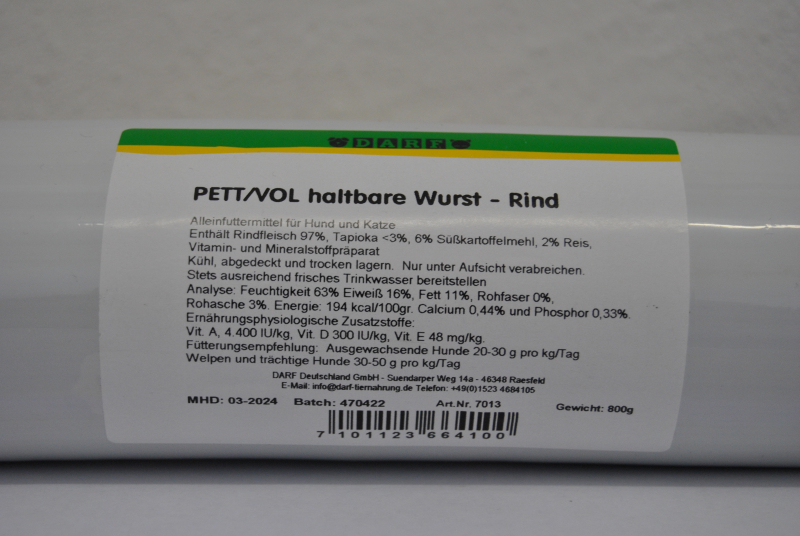 DARF
PETT/VOL haltbare Wurst - Rind
Alleinfuttermittel für Hund und Katze
Enthält Rindfleisch 97%, Tapioka <3%, 6% Süßkartoffelmehl, 2% Reis,
Vitamin- und Mineralstoffpräparat
Kühl, abgedeckt und trocken lagern. Nur unter Aufsicht verabreichen.
Stets ausreichend frisches Trinkwasser bereitstellen
Analyse: Feuchtigkeit 63% Eiweiß 16%, Fett 11%, Rohfaser 0%,
Rohasche 3%. Energie: 194 kcal/100gr. Calcium 0,44% und Phosphor 0,33%.
Ernährungsphysiologische Zusatzstoffe:
Vit. A, 4.400 IU/kg, Vit. D 300 IU/kg, Vit. E 48 mg/kg.
Fütterungsempfehlung: Ausgewachsende Hunde 20-30 g pro kg/Tag
Welpen und trächtige Hunde 30-50 g pro kg/Tag
DARF Deutschland GmbH - Suendarper Weg 14a - 46348 Raesfeld
E-Mail: info@darf-tiernahrung.de Telefon: +49(0)1523 4684105
MHD: 03-2024 Batch: 470422 Art.Nr. 7013 Gewicht: 800g
7 101123 664100